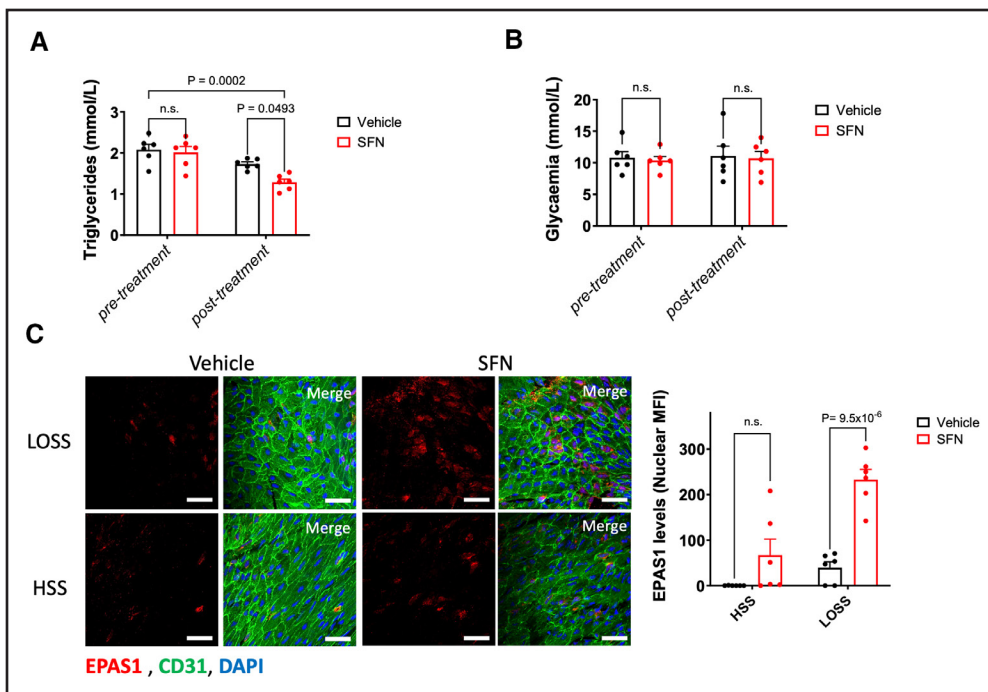 A
Triglycerides (mmol/L)
P = 0.0002
n.s.
P = 0.0493
3
2
1
0
pre-treatment
post-treatment
Vehicle
SFN
B
Glycaemia (mmol/L)
n.s.
n.s.
20
15
10
5
0
pre-treatment
post-treatment
Vehicle
SFN
C
Vehicle
SFN
LOSS
Merge
Merge
HSS
Merge
Merge
EPAS1 , CD31, DAPI
EPAS1 levels (Nuclear MFI)
n.s.
P= 9.5x10⁻⁶
300
200
100
0
HSS
LOSS
Vehicle
SFN